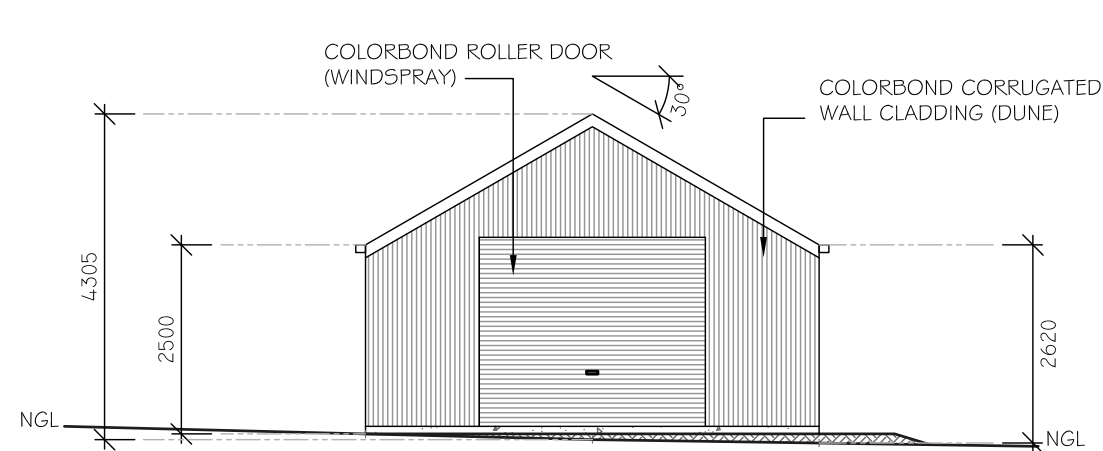 COLORBOND ROLLER DOOR
(WINDSPRAY)
30°
COLORBOND CORRUGATED
WALL CLADDING (DUNE)
4305
2500
2620
NGL
NGL